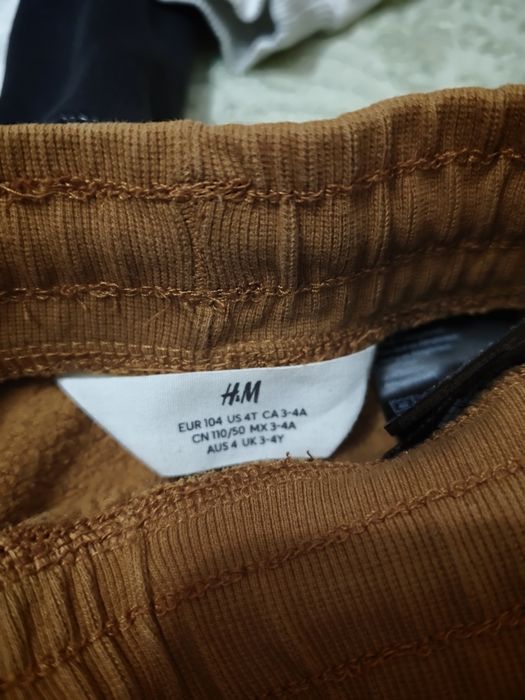 H&M
EUR 104 US 4T CA 3-4A
CN 110/50 MX 3-4A
AUS 4 UK 3-4Y